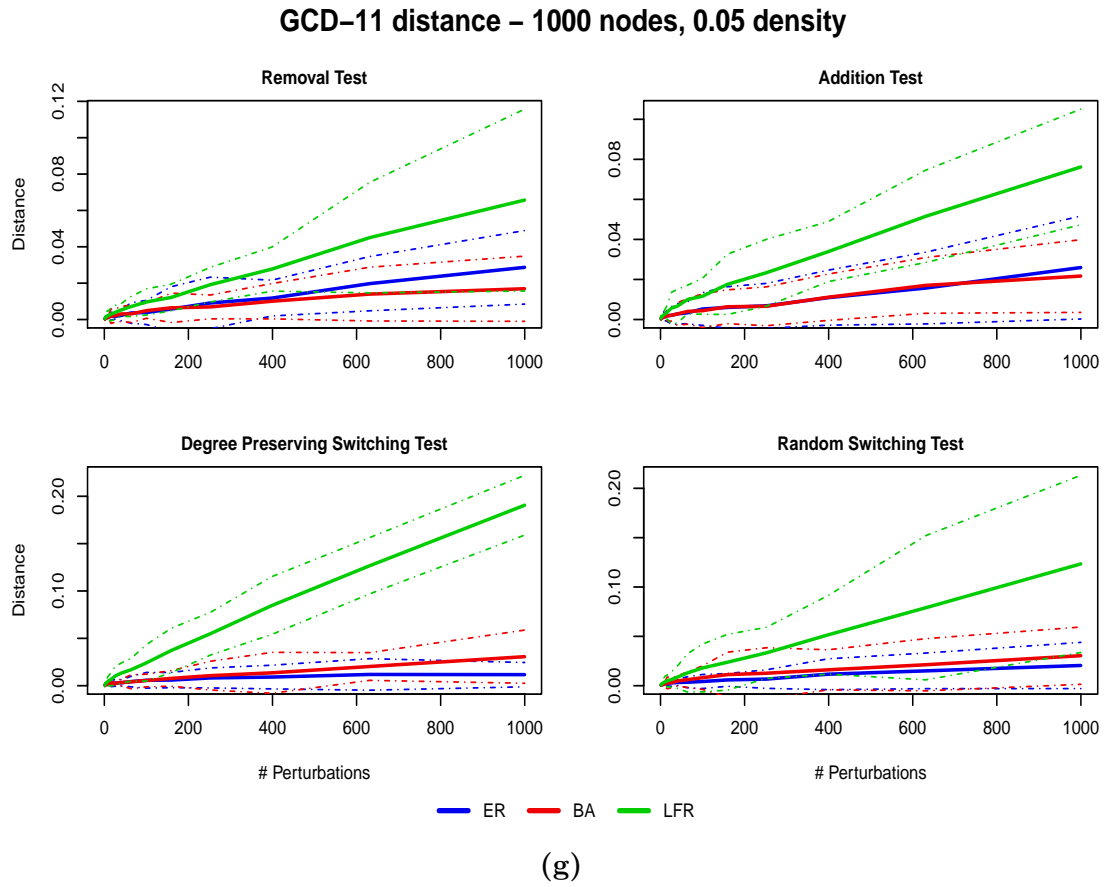 GCD–11 distance – 1000 nodes, 0.05 density
Removal Test
Addition Test
Distance
0.00 0.04 0.08 0.12
0.00 0.04 0.08
0 200 400 600 800 1000
0 200 400 600 800 1000
Degree Preserving Switching Test
Random Switching Test
Distance
0.00 0.10 0.20
0.00 0.10 0.20
0 200 400 600 800 1000
0 200 400 600 800 1000
# Perturbations
# Perturbations
ER BA LFR
(g)